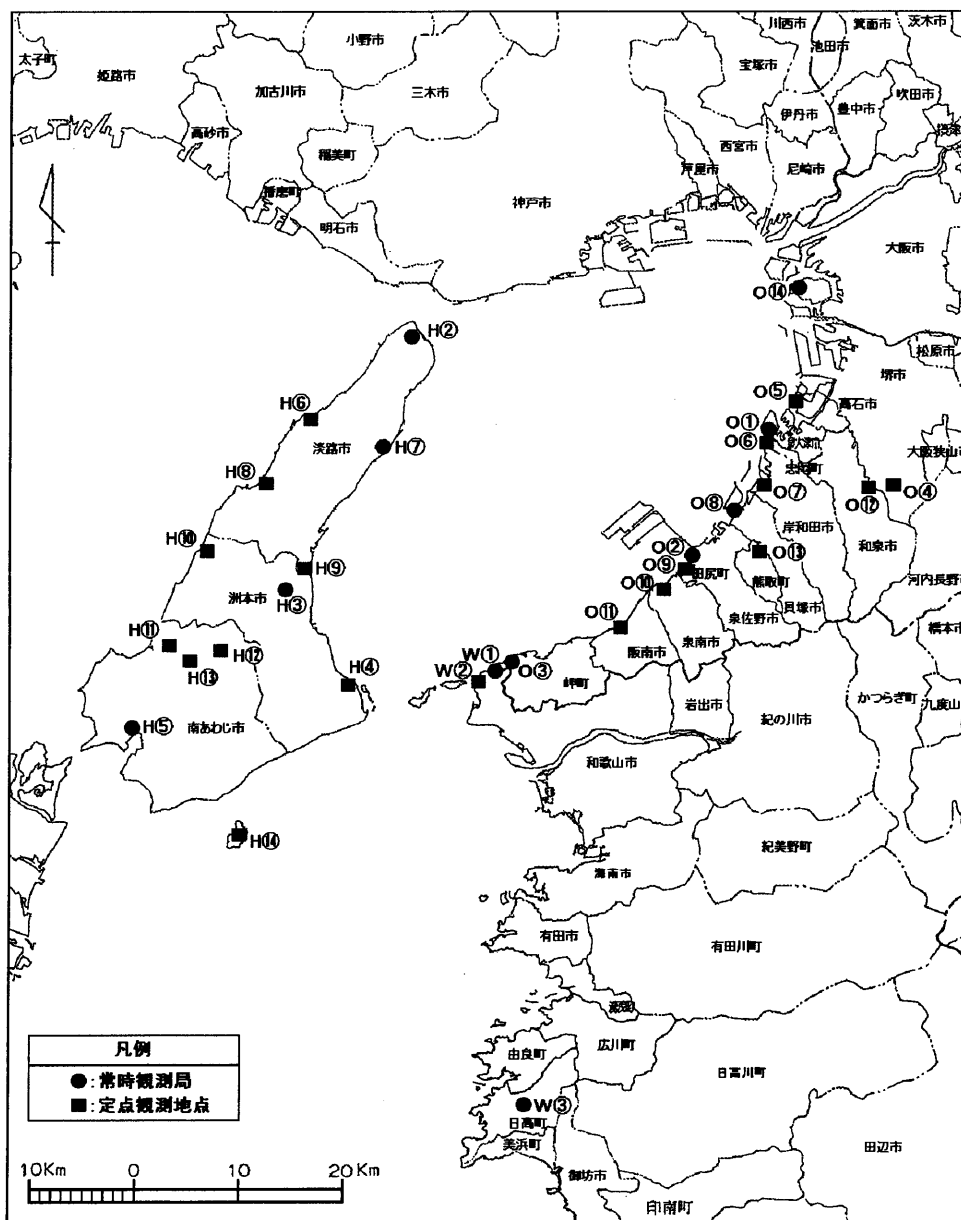 小野市
川西市
箕面市
茨木市
太子町
池田市
姫路市
宝塚市
加古川市
三木市
吹田市
伊丹市
豊中市
高砂市
西宮市
稲美町
芦屋市
尼崎市
播磨町
神戸市
明石市
大阪市
O⑭
H②
松原市
堺市
O⑤
高石市
H⑥
O①
淡路市
O⑥
H⑦
忠岡町
大阪狭山市
H⑧
O⑦
O⑫
O④
O⑧
岸和田市
和泉市
H⑩
O②
O⑬
H⑨
O⑨
田尻町
熊取町
河内長野市
洲本市
H③
O⑩
貝塚市
泉佐野市
O⑪
橋本市
H⑪
泉南市
H⑫
阪南市
W①
H⑬
H④
W②
O③
岬町
かつらぎ町
九度山
岩出市
紀の川市
H⑤
南あわじ市
和歌山市
H⑭
紀美野町
海南市
有田市
有田川町
湯浅町
凡例
広川町
由良町
●:常時観測局
日高川町
■:定点観測地点
W③
日高町
美浜町
田辺市
10Km
0
10
20Km
御坊市
印南町